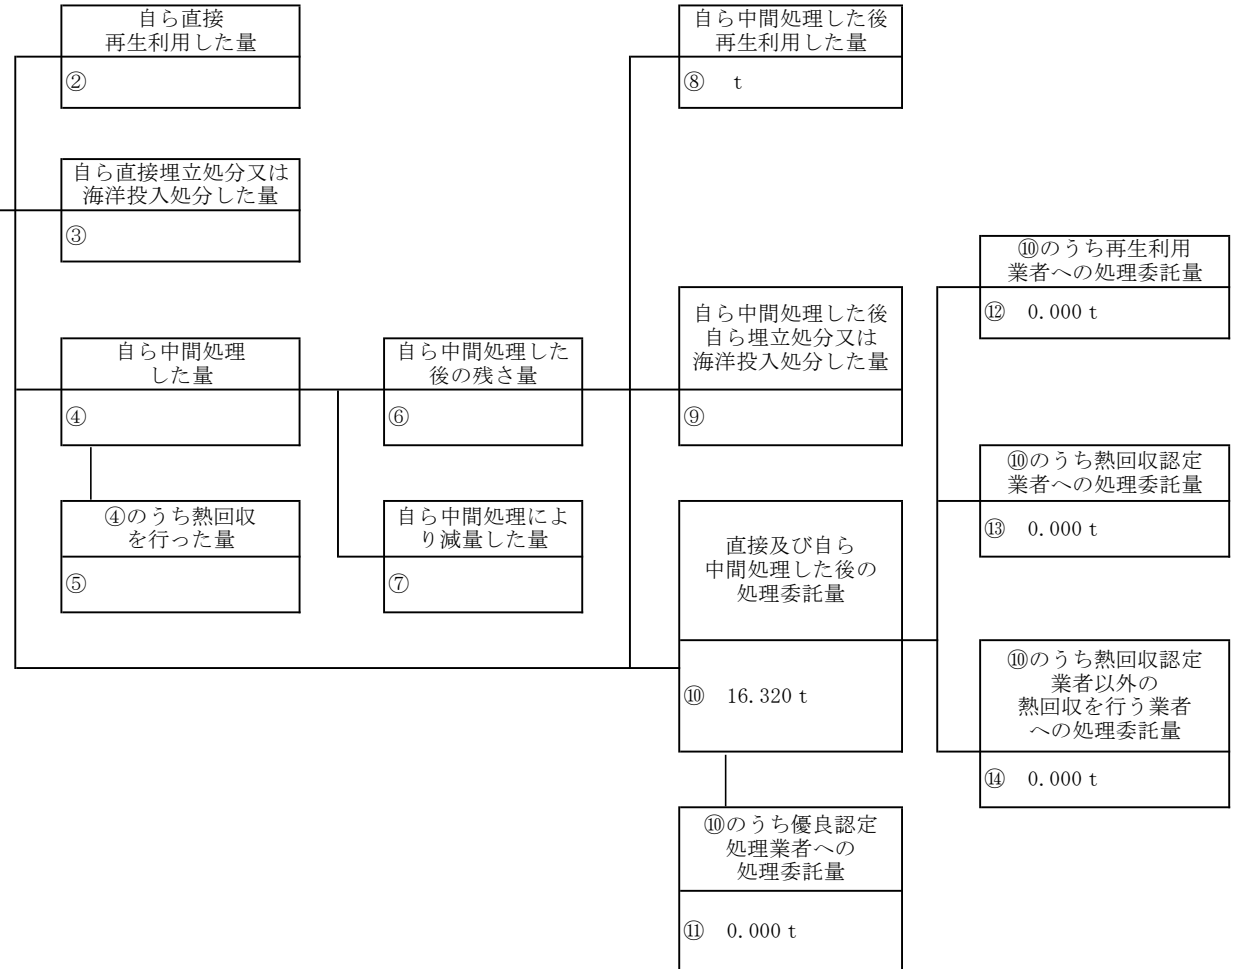 自ら直接
再生利用した量
②
自ら中間処理した後
再生利用した量
⑧ t
自ら直接埋立処分又は
海洋投入処分した量
③
⑩のうち再生利用
業者への処理委託量
⑫ 0.000 t
自ら中間処理した後
自ら埋立処分又は
海洋投入処分した量
⑨
自ら中間処理
した量
④
自ら中間処理した
後の残さ量
⑥
⑩のうち熱回収認定
業者への処理委託量
⑬ 0.000 t
④のうち熱回収
を行った量
⑤
自ら中間処理によ
り減量した量
⑦
直接及び自ら
中間処理した後の
処理委託量
⑩ 16.320 t
⑩のうち熱回収認定
業者以外の
熱回収を行う業者
への処理委託量
⑭ 0.000 t
⑩のうち優良認定
処理業者への
処理委託量
⑪ 0.000 t